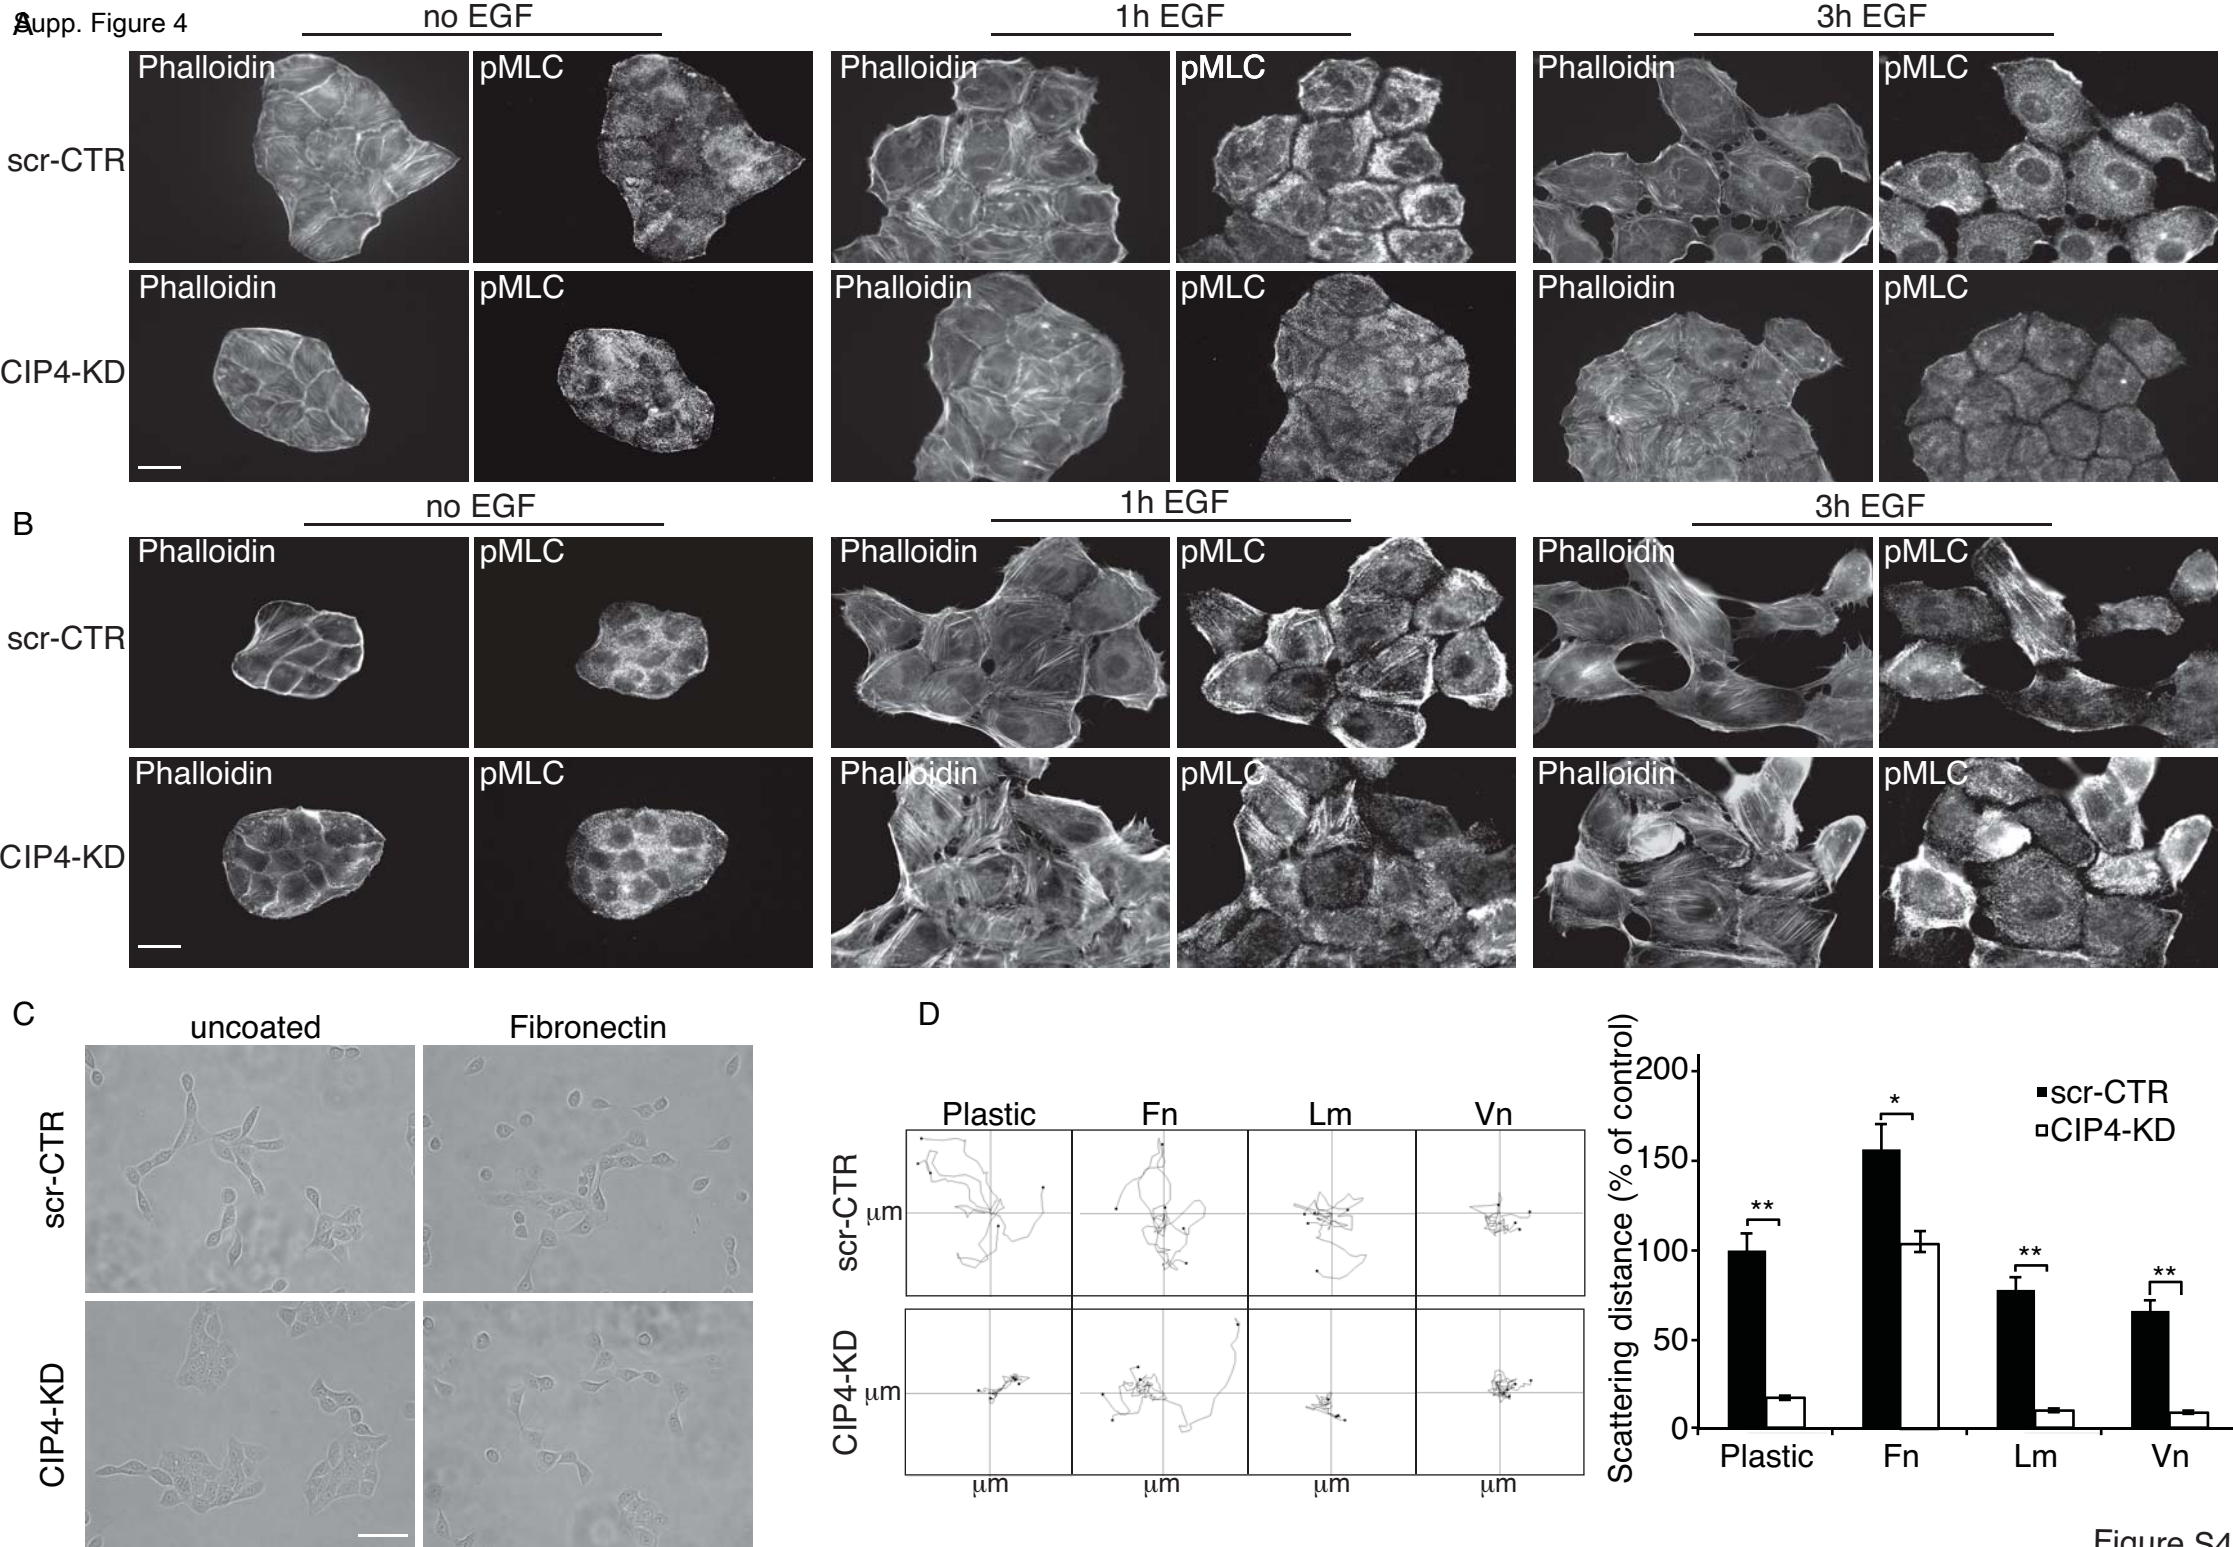 A
Supp. Figure 4
no EGF
1h EGF
3h EGF
Phalloidin
pMLC
Phalloidin
pMLC
Phalloidin
pMLC
scr-CTR
Phalloidin
pMLC
Phalloidin
pMLC
Phalloidin
pMLC
CIP4-KD
B
no EGF
1h EGF
3h EGF
Phalloidin
pMLC
Phalloidin
pMLC
Phalloidin
pMLC
scr-CTR
Phalloidin
pMLC
Phalloidin
pMLC
Phalloidin
pMLC
CIP4-KD
C
uncoated
Fibronectin
scr-CTR
CIP4-KD
D
Plastic
Fn
Lm
Vn
scr-CTR
μm
CIP4-KD
μm
μm
μm
μm
μm
Scattering distance (% of control)
200
150
100
50
0
scr-CTR
CIP4-KD
**
*
**
**
Plastic
Fn
Lm
Vn
Figure S4